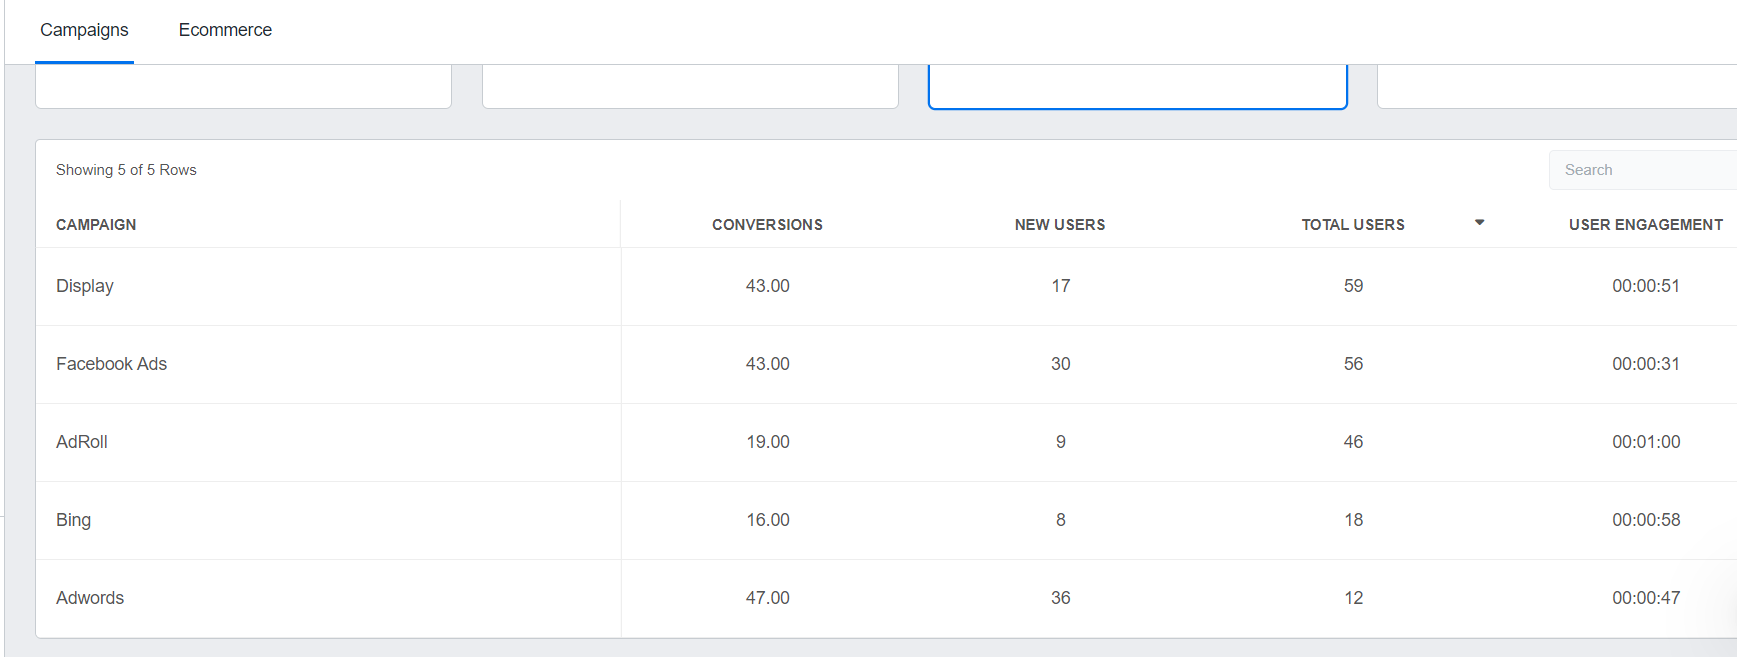 Campaigns Ecommerce
Showing 5 of 5 Rows Search
CAMPAIGN CONVERSIONS NEW USERS TOTAL USERS USER ENGAGEMENT
Display 43.00 17 59 00:00:51
Facebook Ads 43.00 30 56 00:00:31
AdRoll 19.00 9 46 00:01:00
Bing 16.00 8 18 00:00:58
Adwords 47.00 36 12 00:00:47